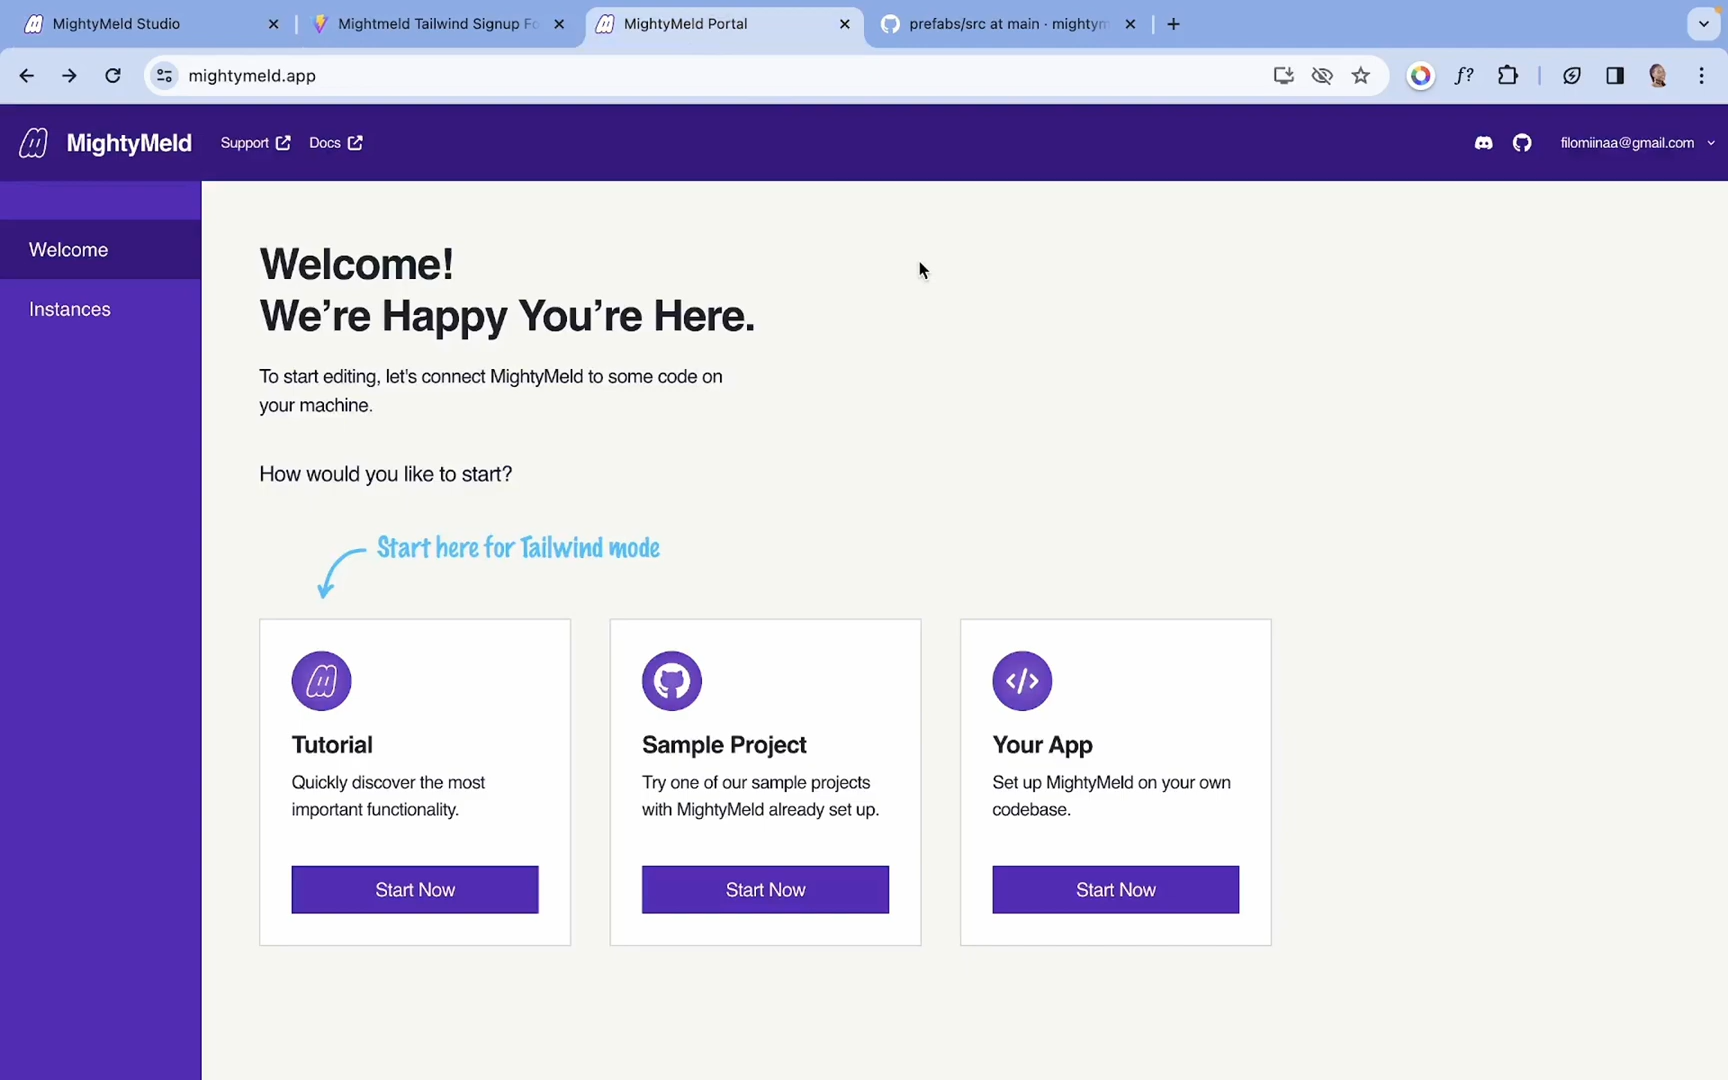 MightyMeld Studio
Mightmeld Tailwind Signup Fo
MightyMeld Portal
prefabs/src at main · mightym
mightymeld.app
f?
MightyMeld
Support
Docs
filomiinaa@gmail.com
Welcome
Instances
Welcome!
We’re Happy You’re Here.
To start editing, let's connect MightyMeld to some code on
your machine.
How would you like to start?
Start here for Tailwind mode
Tutorial
Quickly discover the most
important functionality.
Start Now
Sample Project
Try one of our sample projects
with MightyMeld already set up.
Start Now
Your App
Set up MightyMeld on your own
codebase.
Start Now